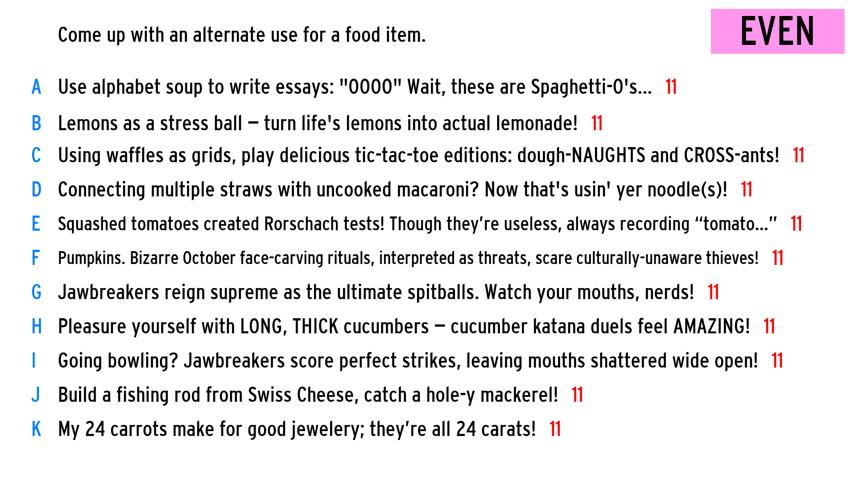 Come up with an alternate use for a food item.
EVEN
A Use alphabet soup to write essays: "OOOO" Wait, these are Spaghetti-O's... 11
B Lemons as a stress ball – turn life's lemons into actual lemonade! 11
C Using waffles as grids, play delicious tic-tac-toe editions: dough-NAUGHTS and CROSS-ants! 11
D Connecting multiple straws with uncooked macaroni? Now that's usin' yer noodle(s)! 11
E Squashed tomatoes created Rorschach tests! Though they’re useless, always recording “tomato...” 11
F Pumpkins. Bizarre October face-carving rituals, interpreted as threats, scare culturally-unaware thieves! 11
G Jawbreakers reign supreme as the ultimate spitballs. Watch your mouths, nerds! 11
H Pleasure yourself with LONG, THICK cucumbers – cucumber katana duels feel AMAZING! 11
I Going bowling? Jawbreakers score perfect strikes, leaving mouths shattered wide open! 11
J Build a fishing rod from Swiss Cheese, catch a hole-y mackerel! 11
K My 24 carrots make for good jewelery; they’re all 24 carats! 11